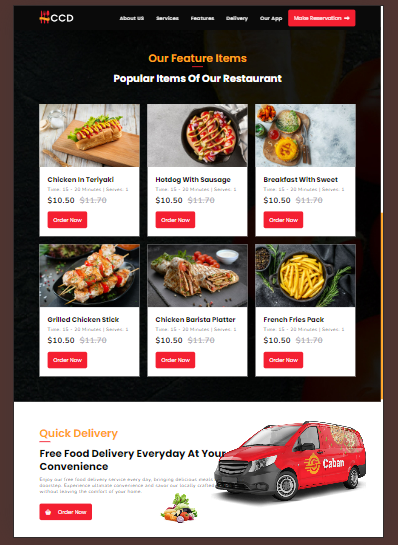 CCD
About US Services Features Delivery Our App Make Reservation
Our Feature Items
Popular Items Of Our Restaurant
Chicken In Teriyaki
Time: 15 - 20 Minutes | Serves: 1
$10.50 $11.70
Order Now
Hotdog With Sausage
Time: 15 - 20 Minutes | Serves: 1
$10.50 $11.70
Order Now
Breakfast With Sweet
Time: 15 - 20 Minutes | Serves: 1
$10.50 $11.70
Order Now
Grilled Chicken Stick
Time: 15 - 20 Minutes | Serves: 1
$10.50 $11.70
Order Now
Chicken Barista Platter
Time: 15 - 20 Minutes | Serves: 1
$10.50 $11.70
Order Now
French Fries Pack
Time: 15 - 20 Minutes | Serves: 1
$10.50 $11.70
Order Now
Quick Delivery
Free Food Delivery Everyday At Your
Convenience
Enjoy our free food delivery service every day, bringing delicious meals
doorstep. Experience ultimate convenience and savor our locally crafted
without leaving the comfort of your home
Order Now
Caban